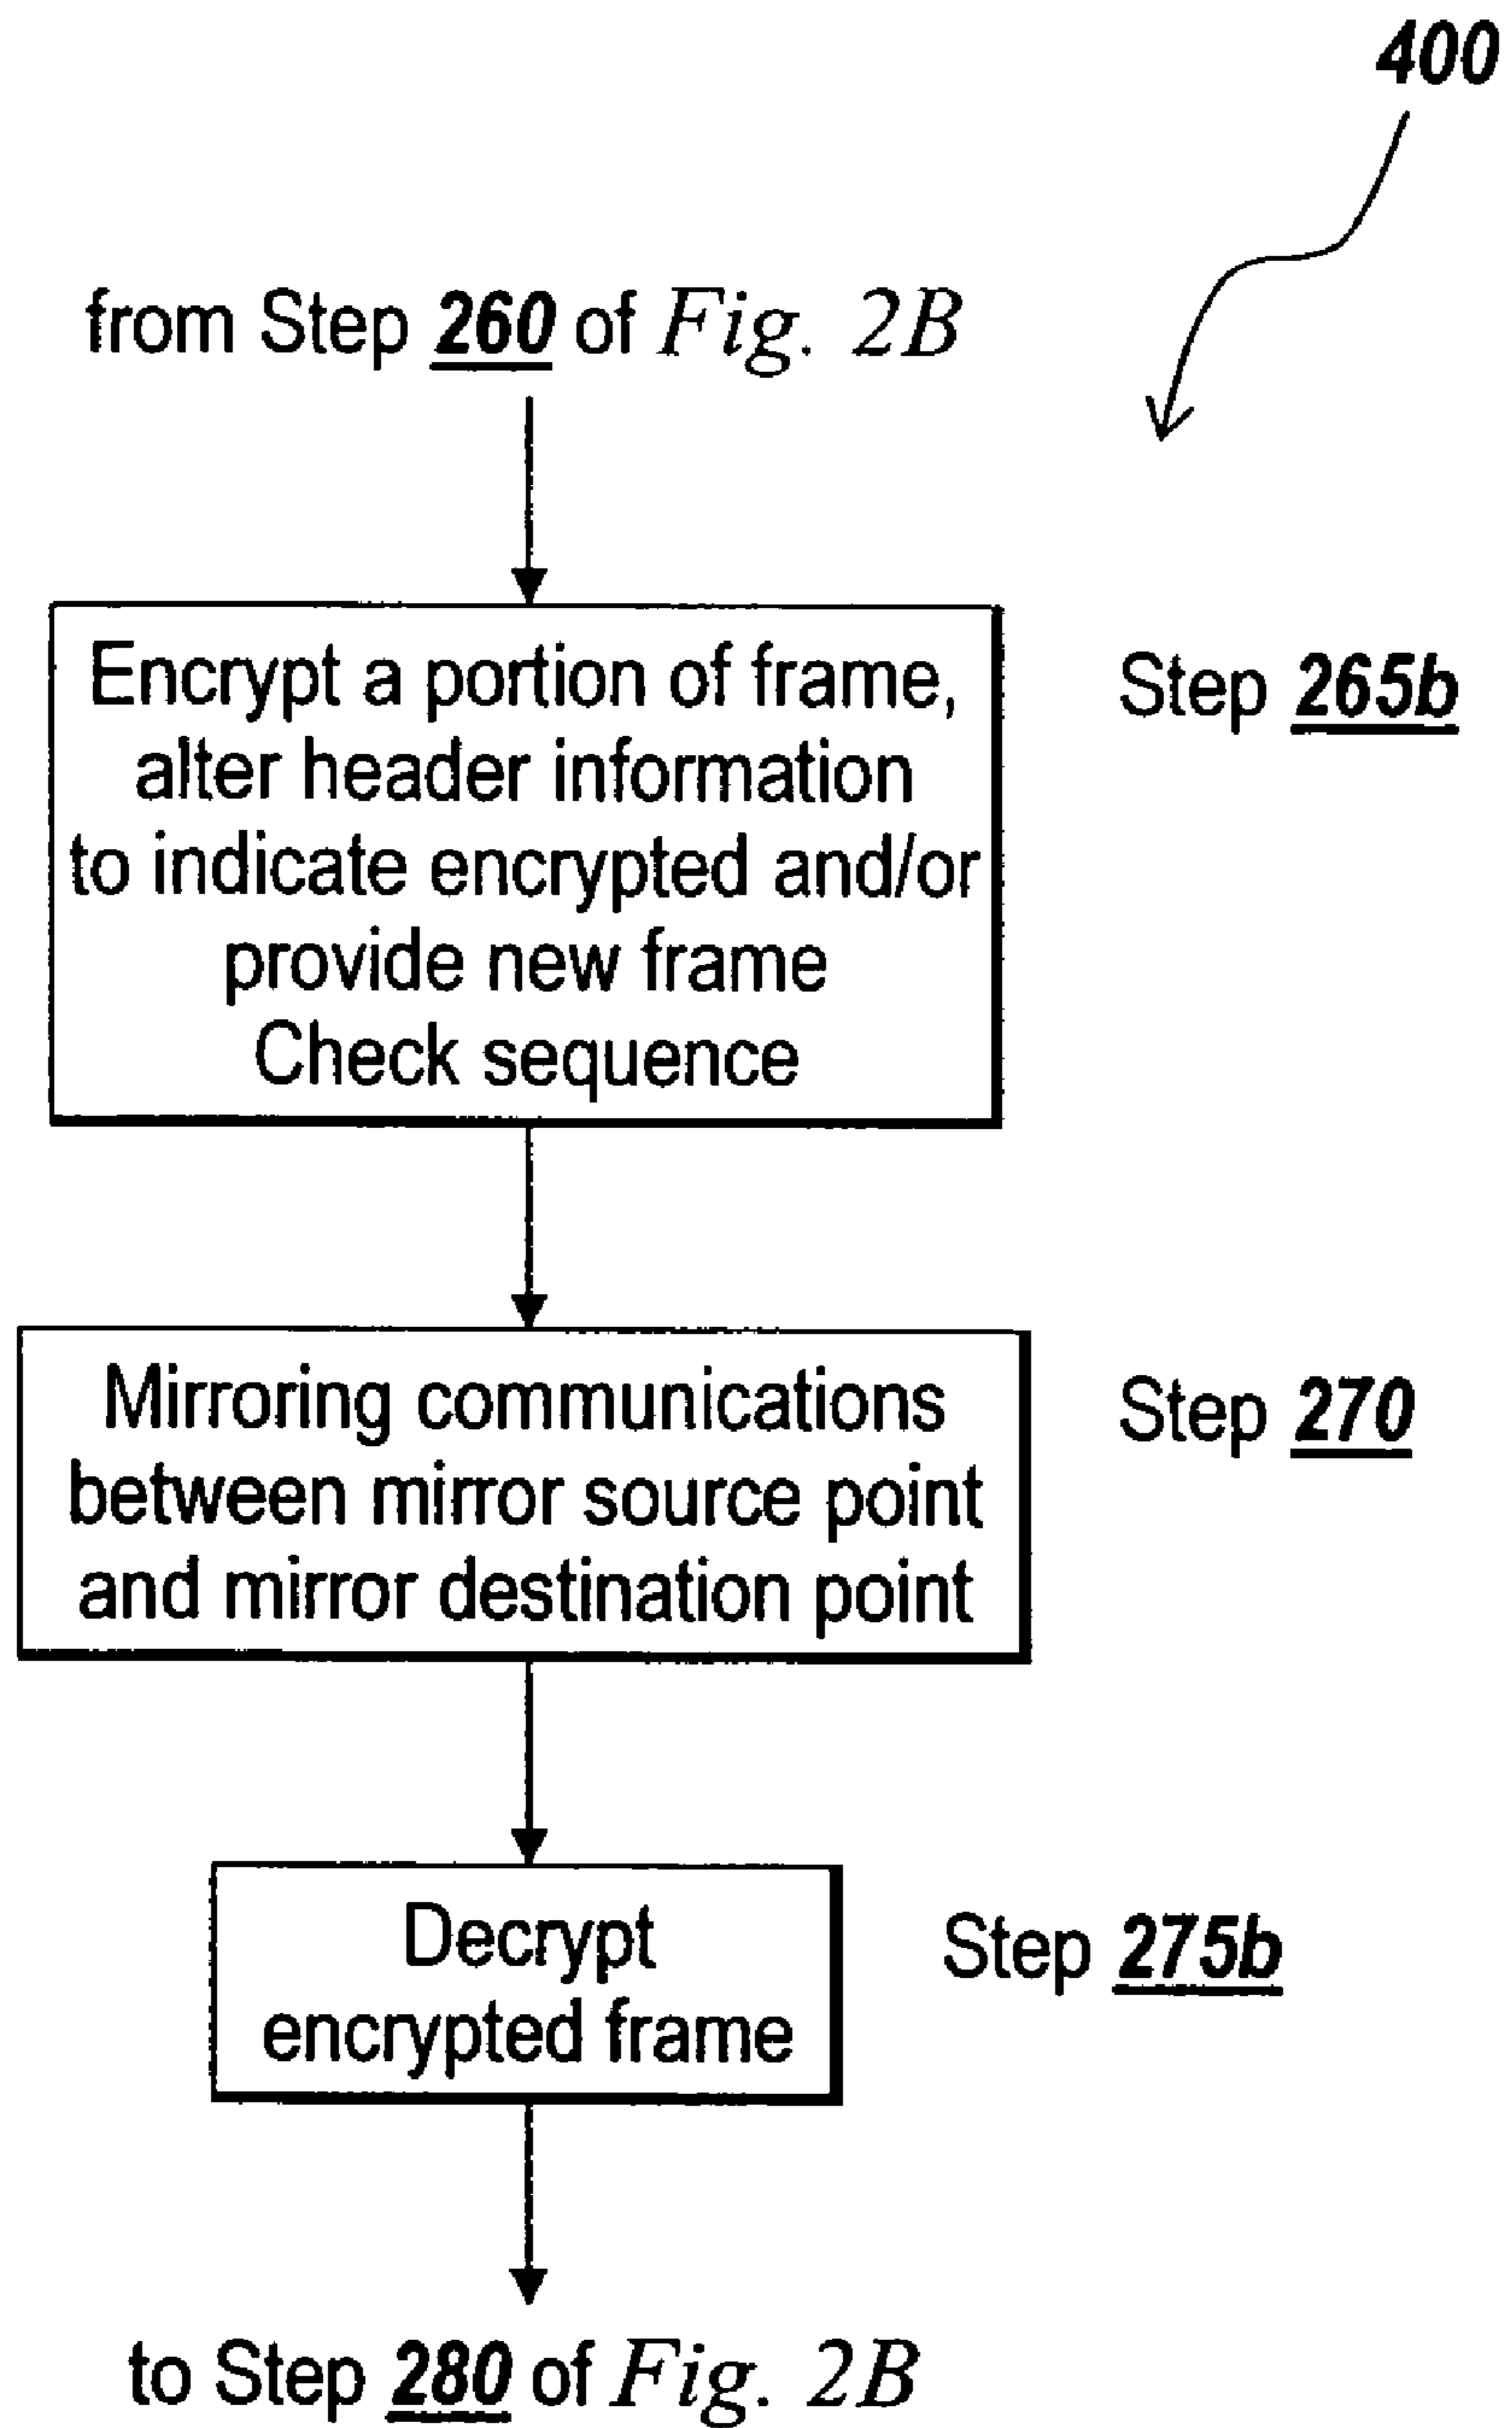 400
from Step 260 of Fig. 2B
Encrypt a portion of frame,
alter header information
to indicate encrypted and/or
provide new frame
Check sequence
Step 265b
Mirroring communications
between mirror source point
and mirror destination point
Step 270
Decrypt
encrypted frame
Step 275b
to Step 280 of Fig. 2B